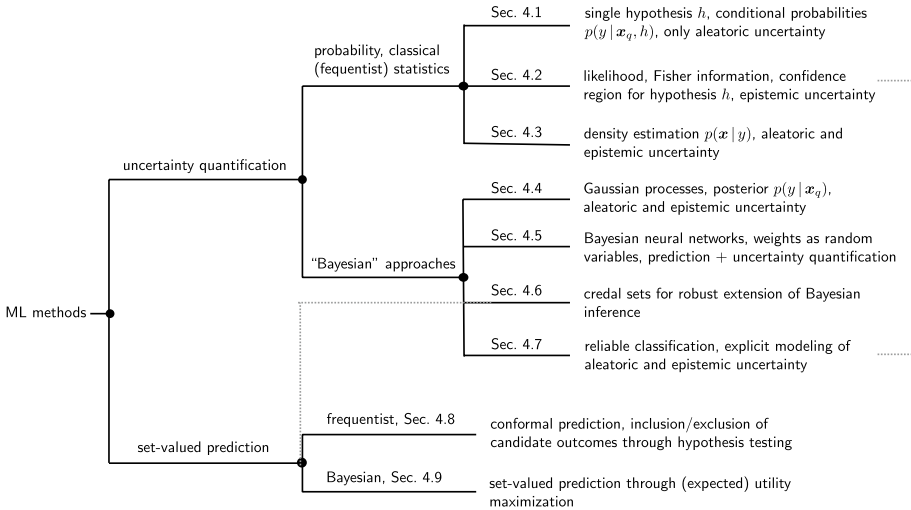 Sec. 4.1
single hypothesis h, conditional probabilities
p(y | x_q, h), only aleatoric uncertainty
probability, classical
(fequentist) statistics
Sec. 4.2
likelihood, Fisher information, confidence
region for hypothesis h, epistemic uncertainty
Sec. 4.3
density estimation p(x | y), aleatoric and
epistemic uncertainty
uncertainty quantification
Sec. 4.4
Gaussian processes, posterior p(y | x_q),
aleatoric and epistemic uncertainty
Sec. 4.5
Bayesian neural networks, weights as random
variables, prediction + uncertainty quantification
“Bayesian” approaches
Sec. 4.6
credal sets for robust extension of Bayesian
inference
ML methods
Sec. 4.7
reliable classification, explicit modeling of
aleatoric and epistemic uncertainty
frequentist, Sec. 4.8
conformal prediction, inclusion/exclusion of
candidate outcomes through hypothesis testing
set-valued prediction
Bayesian, Sec. 4.9
set-valued prediction through (expected) utility
maximization